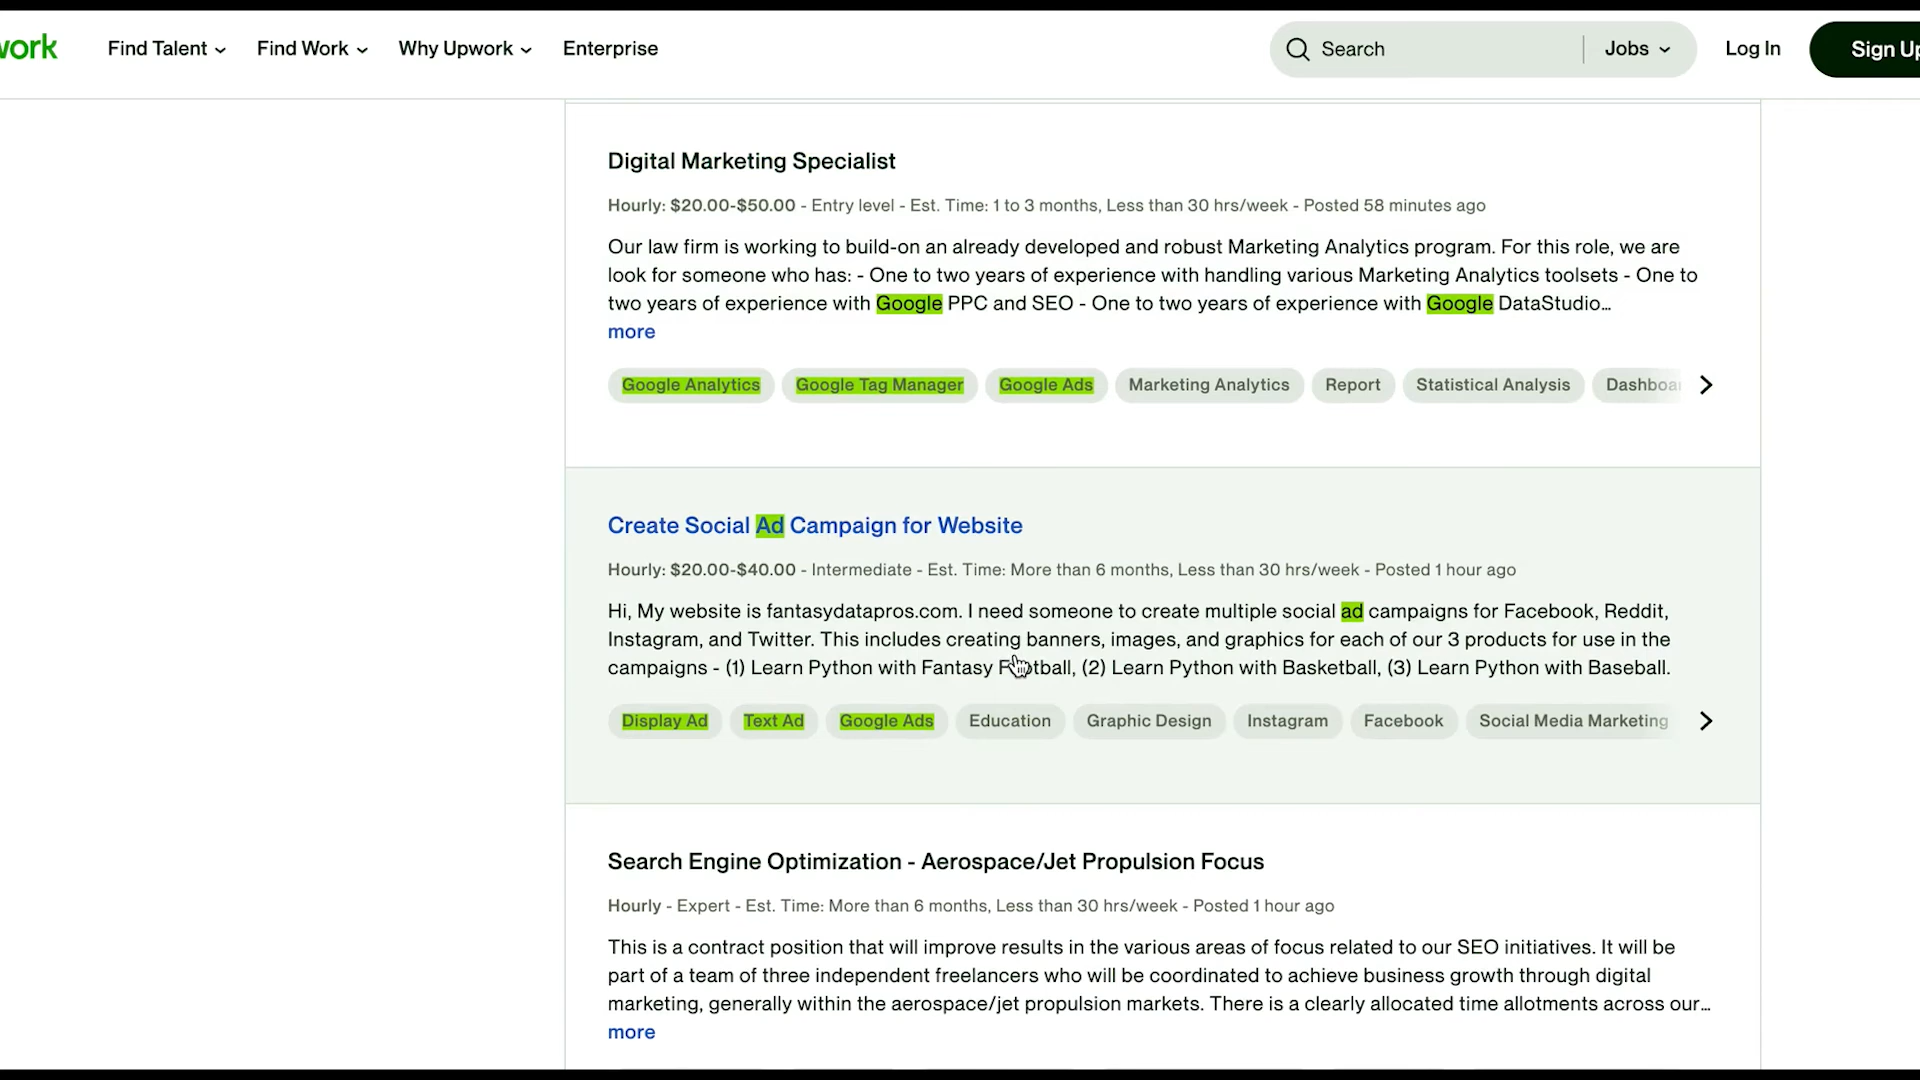 work Find Talent Find Work Why Upwork Enterprise Search Jobs Log In Sign Up
Digital Marketing Specialist
Hourly: $20.00-$50.00 - Entry level - Est. Time: 1 to 3 months, Less than 30 hrs/week - Posted 58 minutes ago
Our law firm is working to build-on an already developed and robust Marketing Analytics program. For this role, we are
look for someone who has: - One to two years of experience with handling various Marketing Analytics toolsets - One to
two years of experience with Google PPC and SEO - One to two years of experience with Google DataStudio…
more
Google Analytics Google Tag Manager Google Ads Marketing Analytics Report Statistical Analysis Dashboa
Create Social Ad Campaign for Website
Hourly: $20.00-$40.00 - Intermediate - Est. Time: More than 6 months, Less than 30 hrs/week - Posted 1 hour ago
Hi, My website is fantasydatapros.com. I need someone to create multiple social ad campaigns for Facebook, Reddit,
Instagram, and Twitter. This includes creating banners, images, and graphics for each of our 3 products for use in the
campaigns - (1) Learn Python with Fantasy Football, (2) Learn Python with Basketball, (3) Learn Python with Baseball.
Display Ad Text Ad Google Ads Education Graphic Design Instagram Facebook Social Media Marketing
Search Engine Optimization - Aerospace/Jet Propulsion Focus
Hourly - Expert - Est. Time: More than 6 months, Less than 30 hrs/week - Posted 1 hour ago
This is a contract position that will improve results in the various areas of focus related to our SEO initiatives. It will be
part of a team of three independent freelancers who will be coordinated to achieve business growth through digital
marketing, generally within the aerospace/jet propulsion markets. There is a clearly allocated time allotments across our…
more